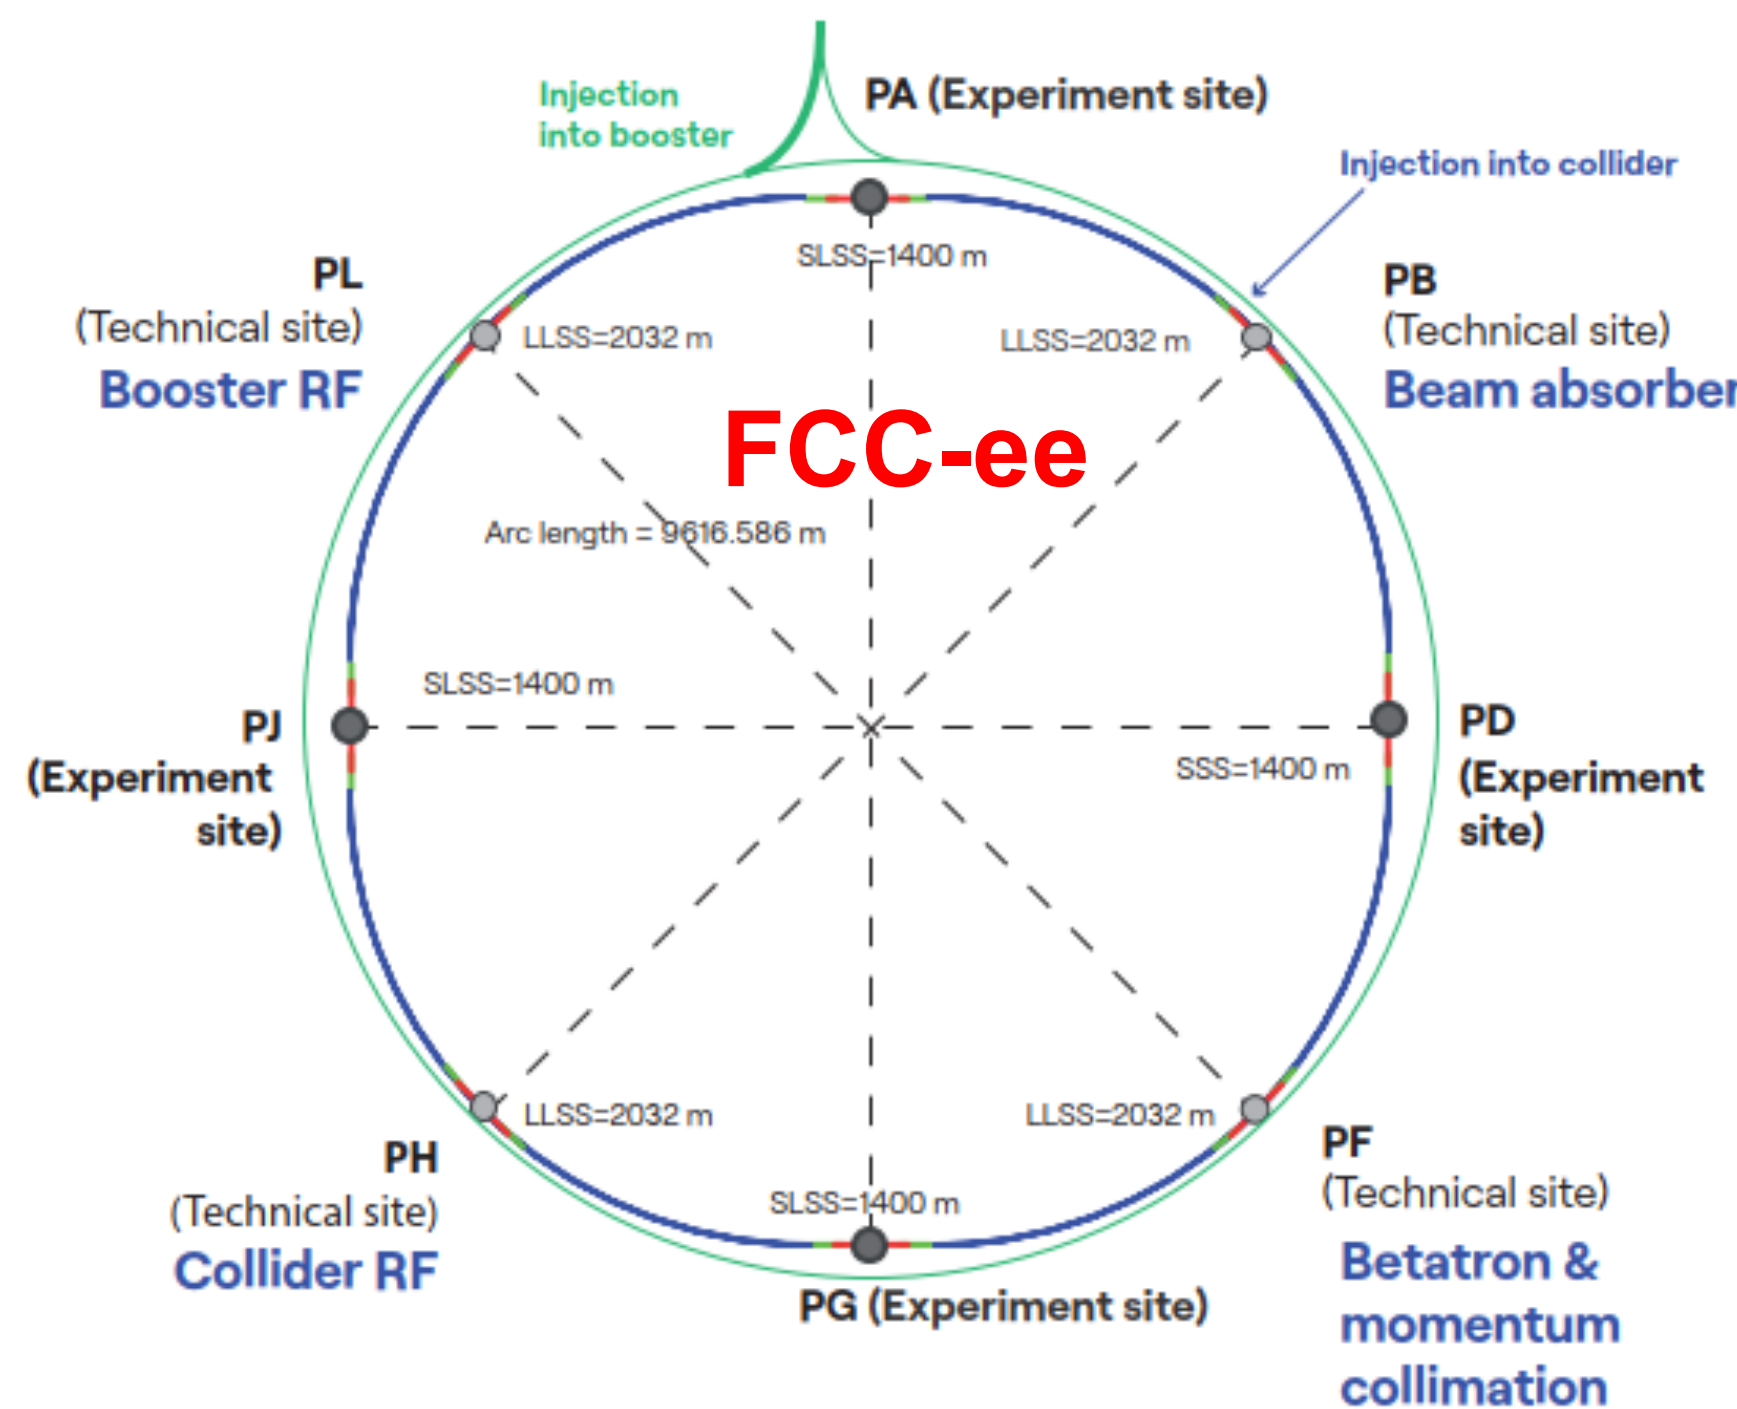 Injection
into booster
PA (Experiment site)
Injection into collider
SLSS=1400 m
PL
(Technical site)
Booster RF
LLSS=2032 m
LLSS=2032 m
PB
(Technical site)
Beam absorber
FCC-ee
Arc length = 9616.586 m
SLSS=1400 m
PJ
(Experiment
site)
PD
(Experiment
site)
SSS=1400 m
LLSS=2032 m
LLSS=2032 m
PH
(Technical site)
Collider RF
SLSS=1400 m
PG (Experiment site)
PF
(Technical site)
Betatron &
momentum
collimation